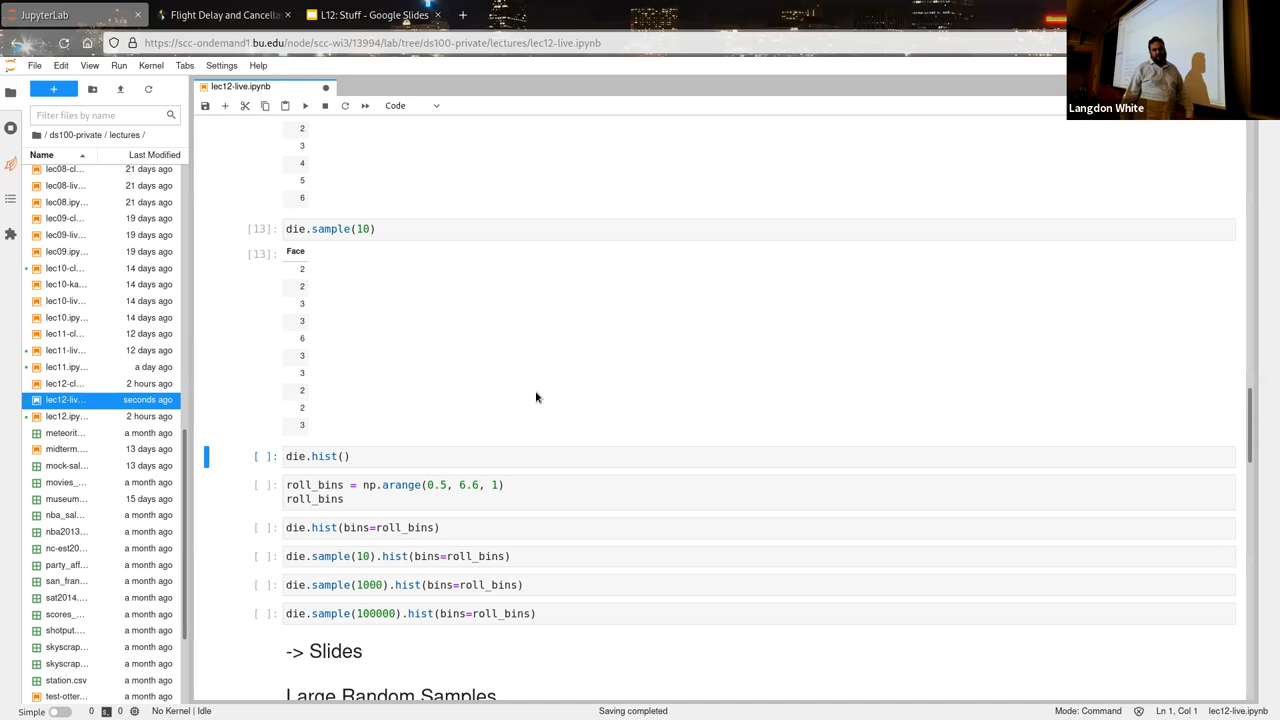 JupyterLab
Flight Delay and Cancella
L12: Stuff - Google Slides
https://scc-ondemand1.bu.edu/node/scc-wi3/13994/lab/tree/ds100-private/lectures/lec12-live.ipynb
File Edit View Run Kernel Tabs Settings Help
Langdon White
lec12-live.ipynb
Code
Filter files by name
/ ds100-private / lectures /
Name Last Modified
lec08-cl... 21 days ago
lec08-liv... 21 days ago
lec08.ipy... 21 days ago
lec09-cl... 19 days ago
lec09-liv... 19 days ago
lec09.ipy... 19 days ago
lec10-cl... 14 days ago
lec10-ka... 14 days ago
lec10-liv... 14 days ago
lec10.ipy... 14 days ago
lec11-cl... 12 days ago
lec11-liv... 12 days ago
lec11.ipy... a day ago
lec12-cl... 2 hours ago
lec12-liv... seconds ago
lec12.ipy... 2 hours ago
meteorit... a month ago
midterm.... 13 days ago
mock-sal... 13 days ago
movies_... a month ago
museum... 15 days ago
nba_sal... a month ago
nba2013... a month ago
nc-est20... a month ago
party_aff... a month ago
san_fran... a month ago
sat2014.... a month ago
scores_... a month ago
shotput.... a month ago
skyscrap... a month ago
skyscrap... a month ago
station.csv a month ago
test-otter... a month ago
2
3
4
5
6
[13]: die.sample(10)
[13]: Face
2
2
3
3
6
3
3
2
2
3
[ ]: die.hist()
[ ]: roll_bins = np.arange(0.5, 6.6, 1)
roll_bins
[ ]: die.hist(bins=roll_bins)
[ ]: die.sample(10).hist(bins=roll_bins)
[ ]: die.sample(1000).hist(bins=roll_bins)
[ ]: die.sample(100000).hist(bins=roll_bins)
-> Slides
Large Random Samples
Simple 0 0 No Kernel | Idle Saving completed Mode: Command Ln 1, Col 1 lec12-live.ipynb